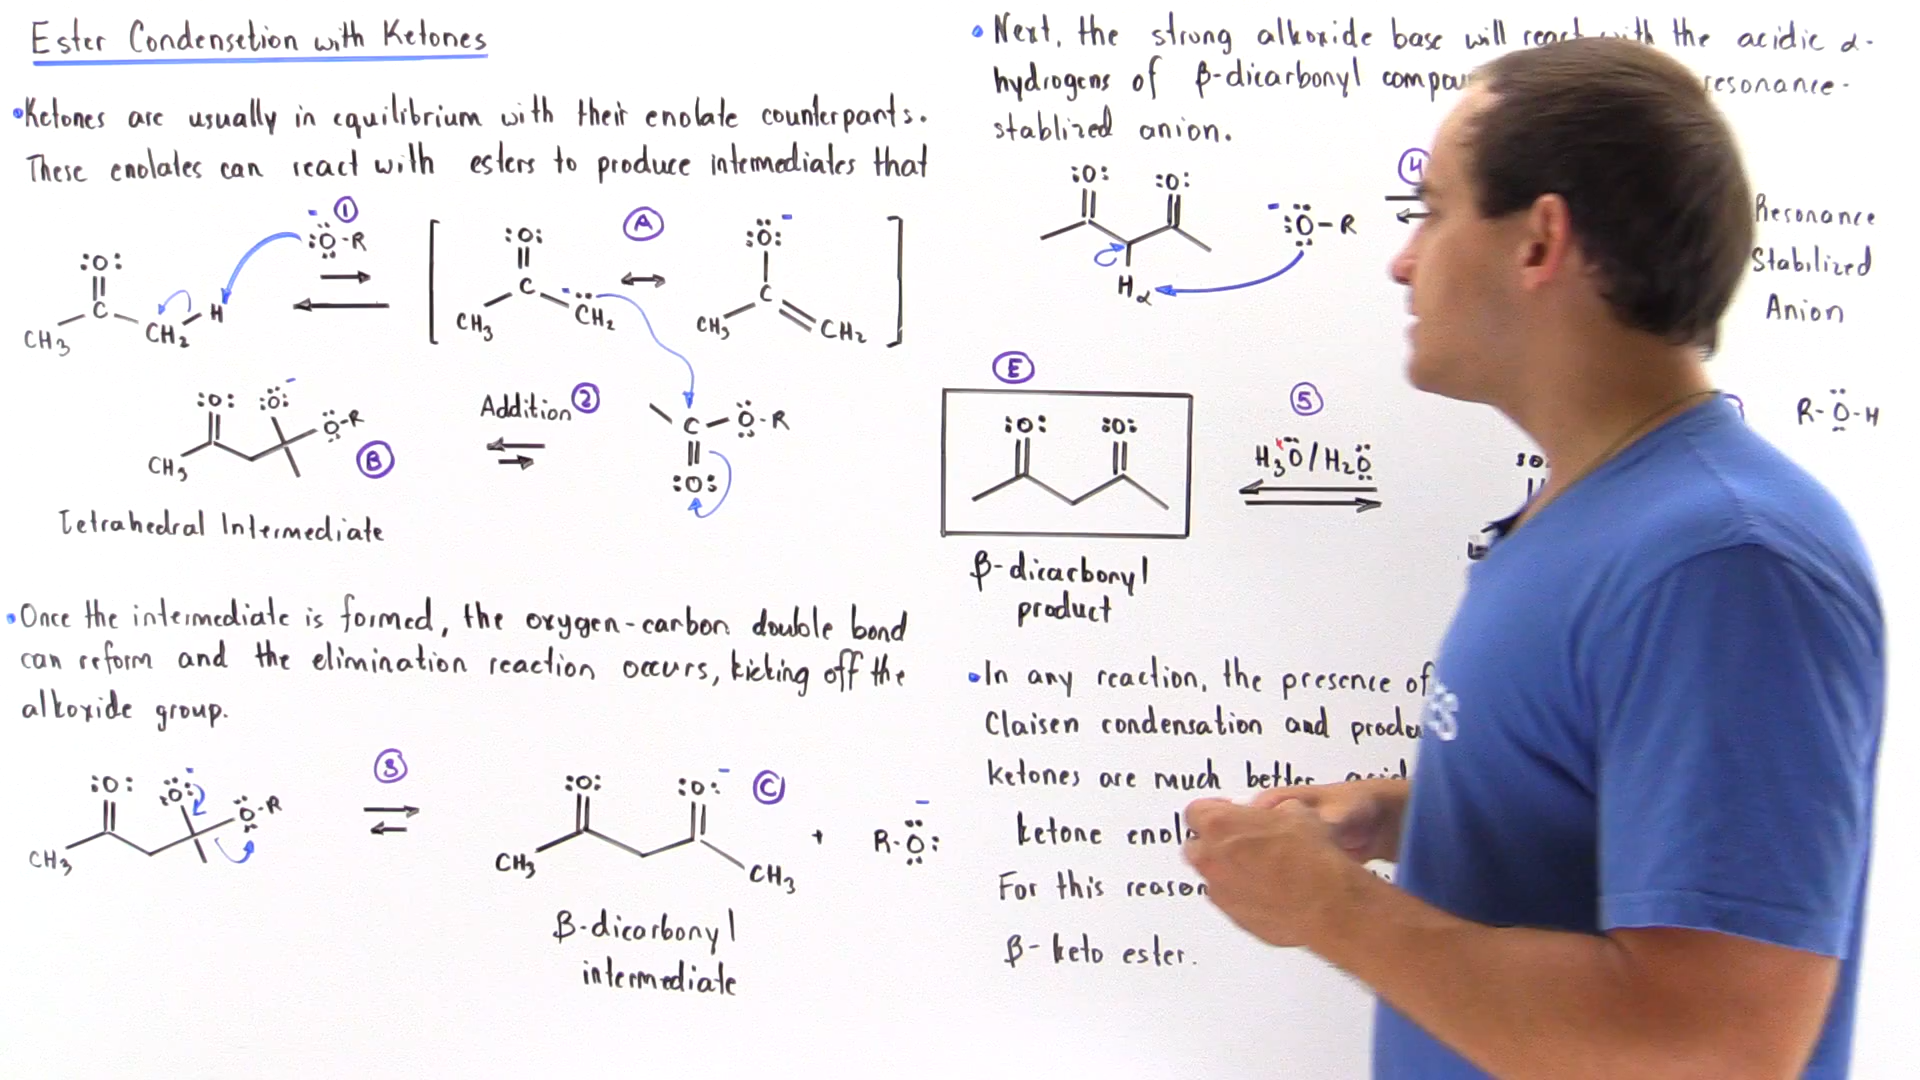 Ester Condensetion with Ketones
•Ketones are usually in equilibrium with their enolate counterparts.
These enolates can react with esters to produce intermediates that
- 1
:O: :Ö-R
C H
CH3 CH2
:O: A :Ö: -
C - C
CH3 CH2 CH3 CH2
:O: :Ö: - Ö-R
CH3 B
Addition 2
C Ö-R
:O:
Tetrahedral Intermediate
•Once the intermediate is formed, the oxygen-carbon double bond
can reform and the elimination reaction occurs, kicking off the
alkoxide group.
:O: :Ö: - Ö-R
CH3
3
:O: :O: - C
CH3 CH3
+ R-Ö: -
β-dicarbonyl
intermediate
•Next, the strong alkoxide base will react with the acidic α-
hydrogens of β-dicarbonyl resonance-
stablized anion.
:O: :O: - :Ö-R 4
Hα
Resonance
Stabilized
Anion
E
:O: :O:
5
H3O/H2O
R-Ö-H
β-dicarbonyl
product
•In any reaction, the presence of
Claisen condensation and
ketones are much better
ketone
For this reason
β-keto ester.